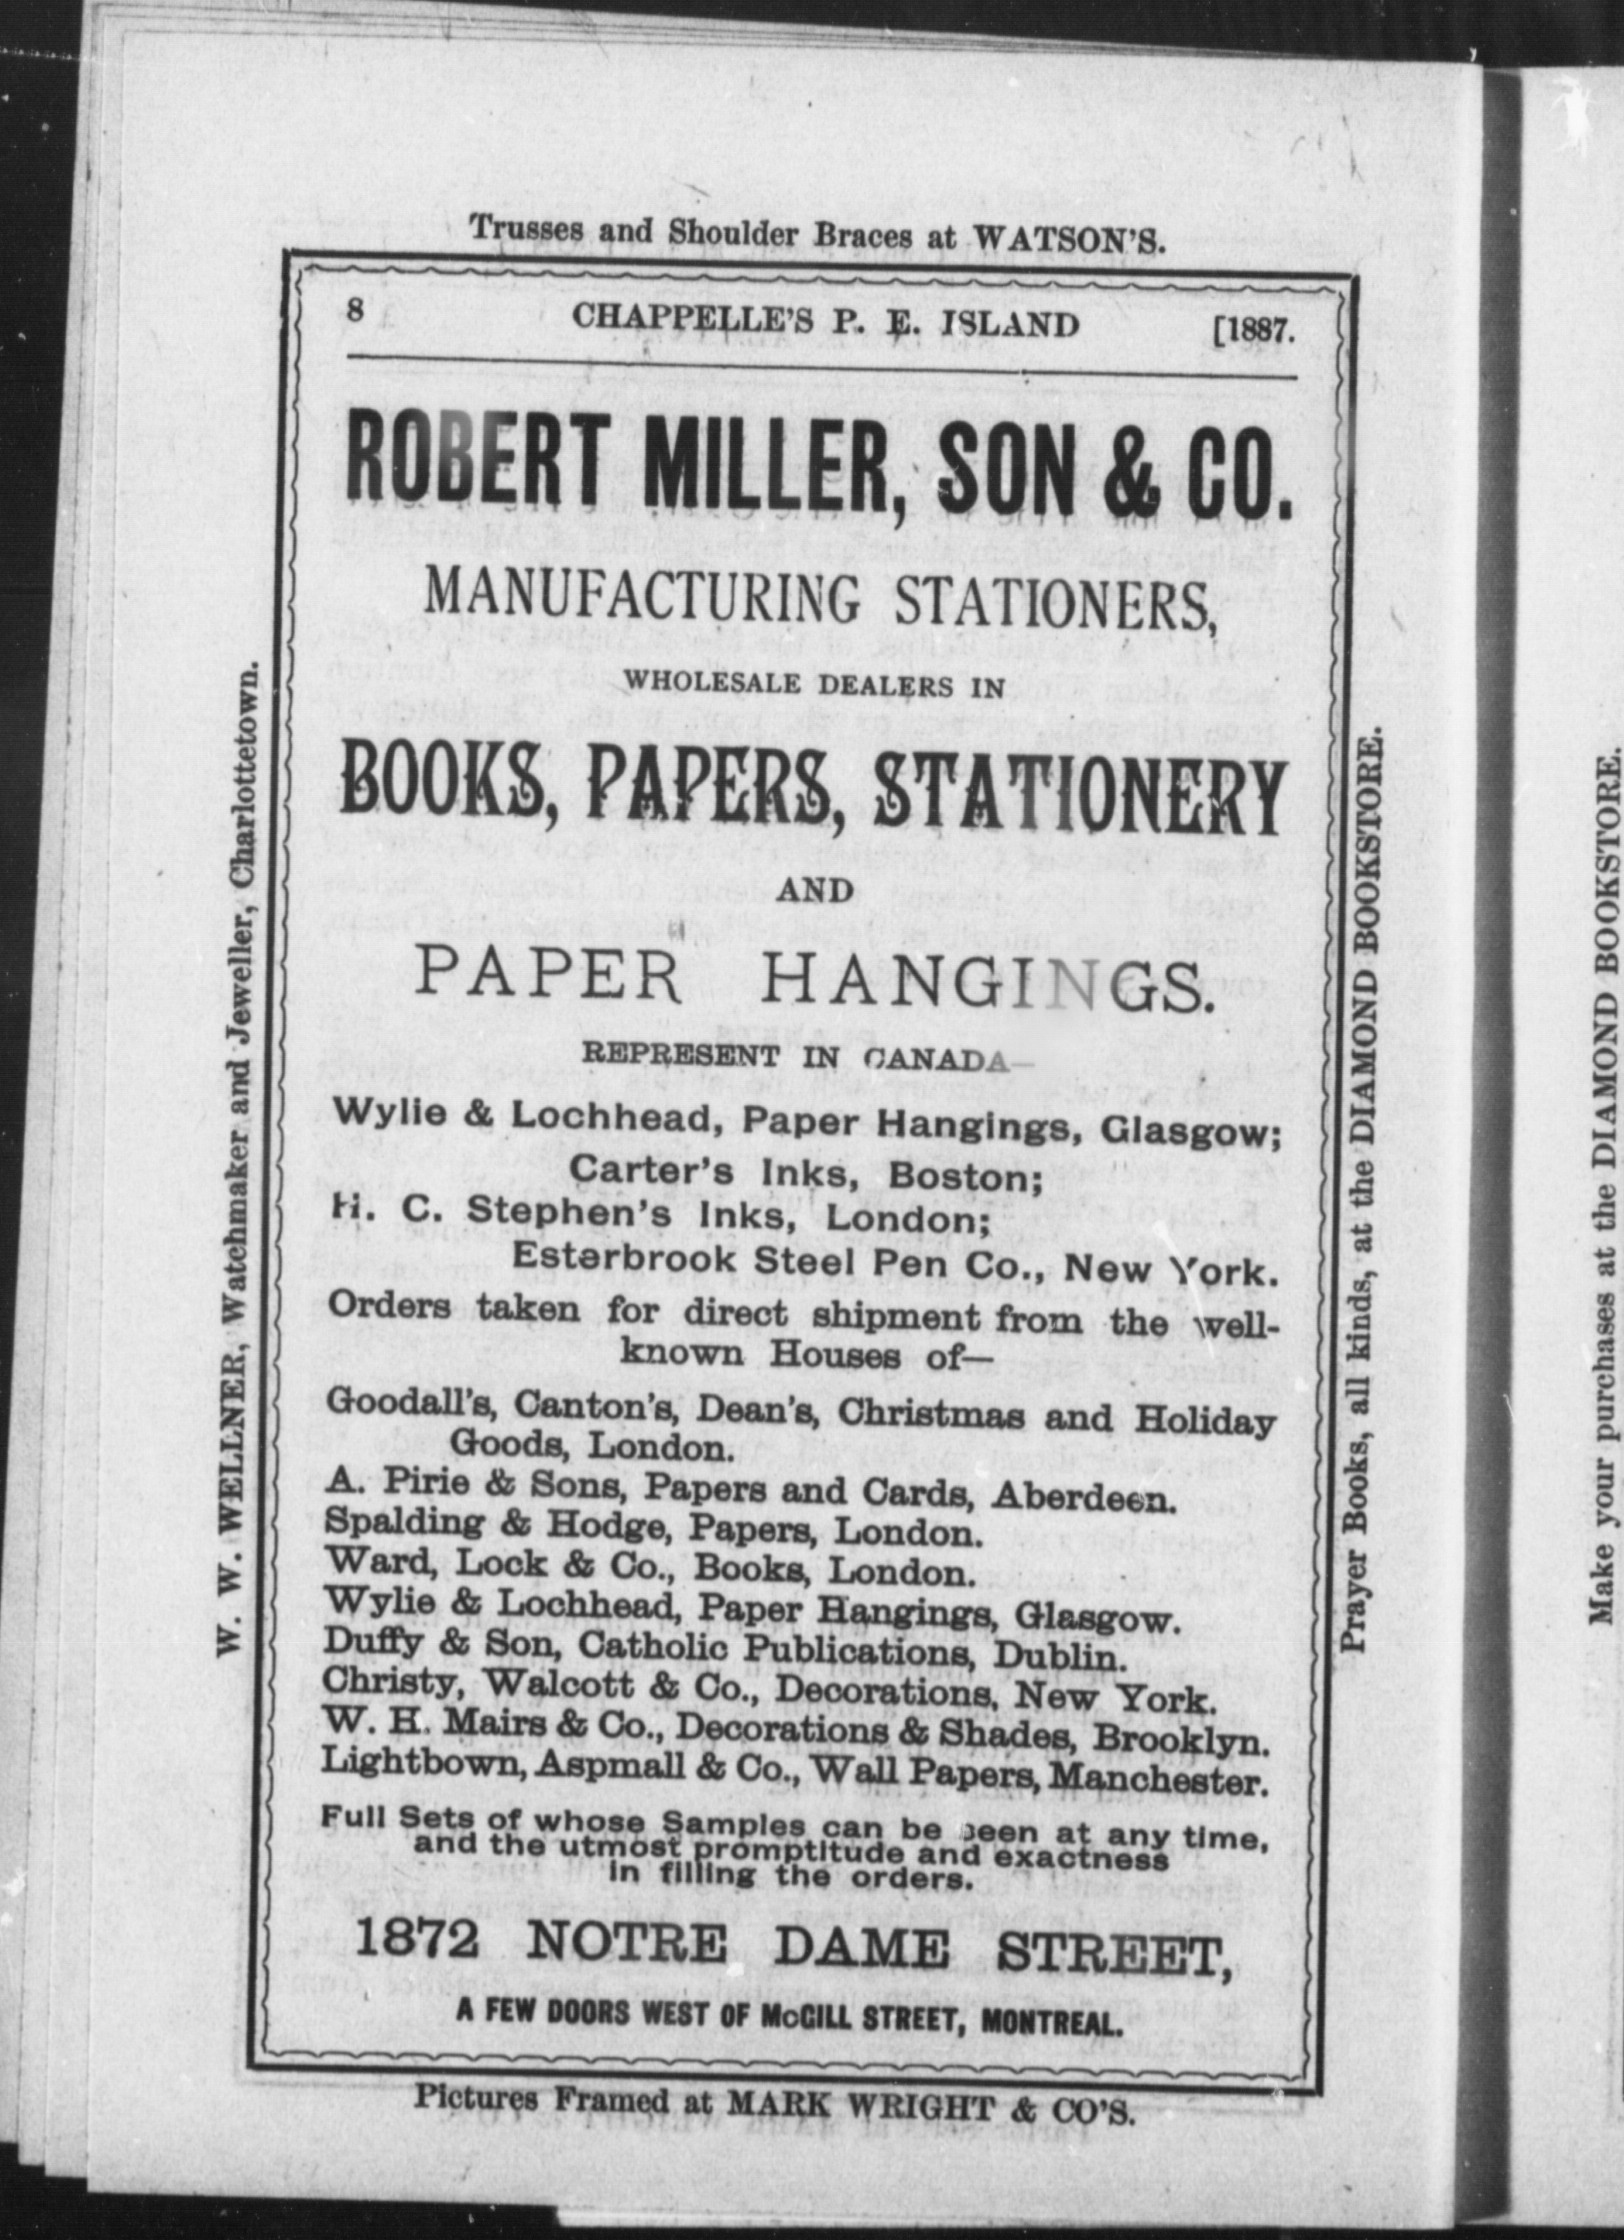 Trusses and Shoulder Braces at WATSON'S.
8 CHAPPELLE'S P. E. ISLAND [1887.
ROBERT MILLER, SON & CO.
MANUFACTURING STATIONERS,
WHOLESALE DEALERS IN
BOOKS, PAPERS, STATIONERY
AND
PAPER HANGINGS.
REPRESENT IN CANADA—
Wylie & Lochhead, Paper Hangings, Glasgow;
Carter's Inks, Boston;
H. C. Stephen's Inks, London;
Esterbrook Steel Pen Co., New York.
Orders taken for direct shipment from the well-
known Houses of—
Goodall's, Canton's, Dean's, Christmas and Holiday
Goods, London.
A. Pirie & Sons, Papers and Cards, Aberdeen.
Spalding & Hodge, Papers, London.
Ward, Lock & Co., Books, London.
Wylie & Lochhead, Paper Hangings, Glasgow.
Duffy & Son, Catholic Publications, Dublin.
Christy, Walcott & Co., Decorations, New York.
W. H. Mairs & Co., Decorations & Shades, Brooklyn.
Lightbown, Aspmall & Co., Wall Papers, Manchester.
Full Sets of whose Samples can be seen at any time,
and the utmost promptitude and exactness
in filling the orders.
1872 NOTRE DAME STREET,
A FEW DOORS WEST OF McGILL STREET, MONTREAL.
Pictures Framed at MARK WRIGHT & CO'S.
W. W. WELLNER, Watchmaker and Jeweller, Charlottetown.
Prayer Books, all kinds, at the DIAMOND BOOKSTORE.
Make your purchases at the DIAMOND BOOKSTORE.